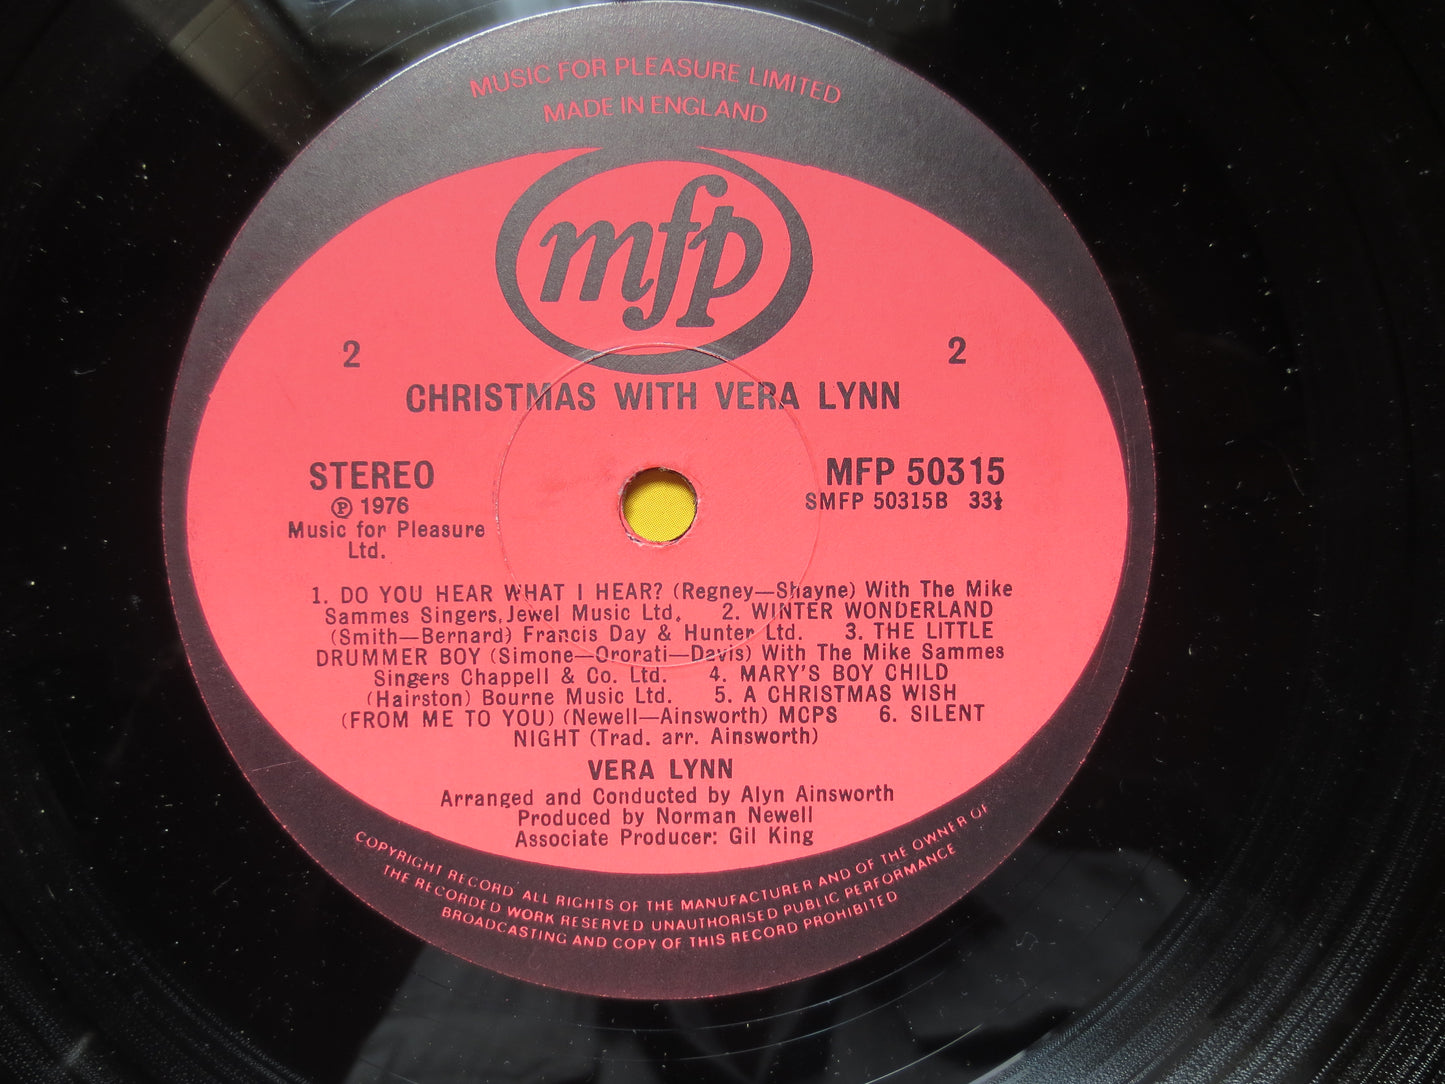 MUSIC FOR PLEASURE LIMITED
MADE IN ENGLAND
mfp
2 2
CHRISTMAS WITH VERA LYNN
STEREO MFP 50315
℗ 1976 SMFP 50315B 33⅓
Music for Pleasure
Ltd.
1. DO YOU HEAR WHAT I HEAR? (Regney—Shayne) With The Mike
Sammes Singers, Jewel Music Ltd. 2. WINTER WONDERLAND
(Smith—Bernard) Francis Day & Hunter Ltd. 3. THE LITTLE
DRUMMER BOY (Simone—Ororati—Davis) With The Mike Sammes
Singers Chappell & Co. Ltd. 4. MARY'S BOY CHILD
(Hairston) Bourne Music Ltd. 5. A CHRISTMAS WISH
(FROM ME TO YOU) (Newell—Ainsworth) MCPS 6. SILENT
NIGHT (Trad. arr. Ainsworth)
VERA LYNN
Arranged and Conducted by Alyn Ainsworth
Produced by Norman Newell
Associate Producer: Gil King
COPYRIGHT RECORD ALL RIGHTS OF THE MANUFACTURER AND OF THE OWNER OF
THE RECORDED WORK RESERVED UNAUTHORISED PUBLIC PERFORMANCE
BROADCASTING AND COPY OF THIS RECORD PROHIBITED